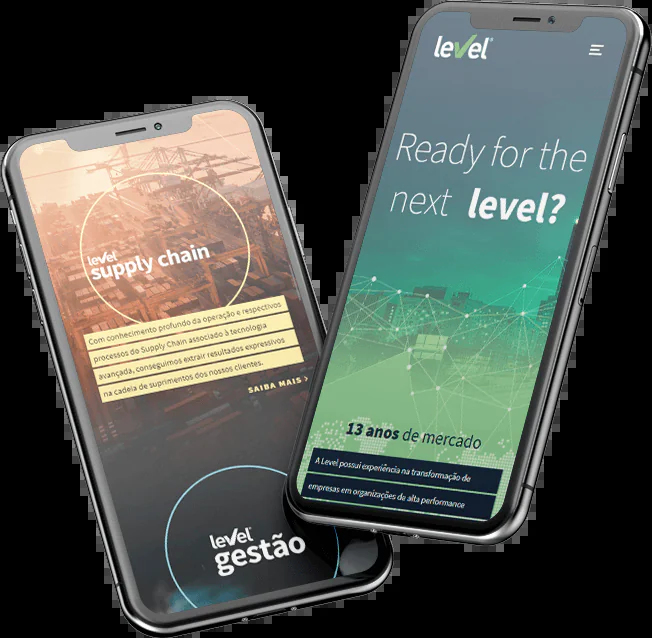 level
supply chain
Com conhecimento profundo da operação e respectivos
processos do Supply Chain associado à tecnologia
avançada, conseguimos extrair resultados expressivos
na cadeia de suprimentos dos nossos clientes.
SAIBA MAIS >
level®
gestão
level®
Ready for the
next level?
13 anos de mercado
A Level possui experiência na transformação de
empresas em organizações de alta performance